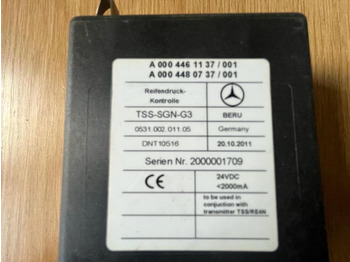 A 000 446 11 37 / 001
A 000 448 07 37 / 001
Reifendruck-
Kontrolle
TSS-SGN-G3 BERU
0531.002.011.05 Germany
DNT10516 20.10.2011
Serien Nr. 2000001709
CE 24VDC
<2000mA
to be used in
conjunction with
transmitter TSS/RS4N